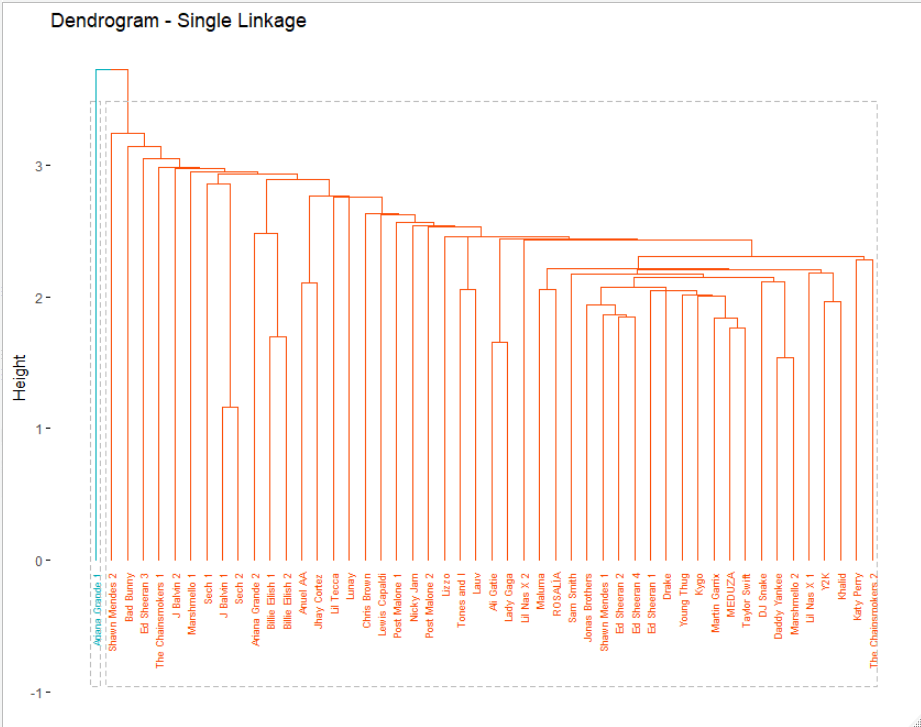 Dendrogram - Single Linkage
Height
3
2
1
0
-1
Ariana Grande 1
Shawn Mendes 2
Bad Bunny
Ed Sheeran 3
The Chainsmokers 1
J Balvin 2
Marshmello 1
Sech 1
J Balvin 1
Sech 2
Ariana Grande 2
Billie Eilish 1
Billie Eilish 2
Anuel AA
Jhay Cortez
Lil Tecca
Lunay
Chris Brown
Lewis Capaldi
Post Malone 1
Nicky Jam
Post Malone 2
Lizzo
Tones and I
Lauv
Ali Gatie
Lady Gaga
Lil Nas X 2
Maluma
ROSALÍA
Sam Smith
Jonas Brothers
Shawn Mendes 1
Ed Sheeran 2
Ed Sheeran 4
Ed Sheeran 1
Drake
Young Thug
Kygo
Martin Garrix
MEDUZA
Taylor Swift
DJ Snake
Daddy Yankee
Marshmello 2
Lil Nas X 1
Y2K
Khalid
Katy Perry
The Chainsmokers 2